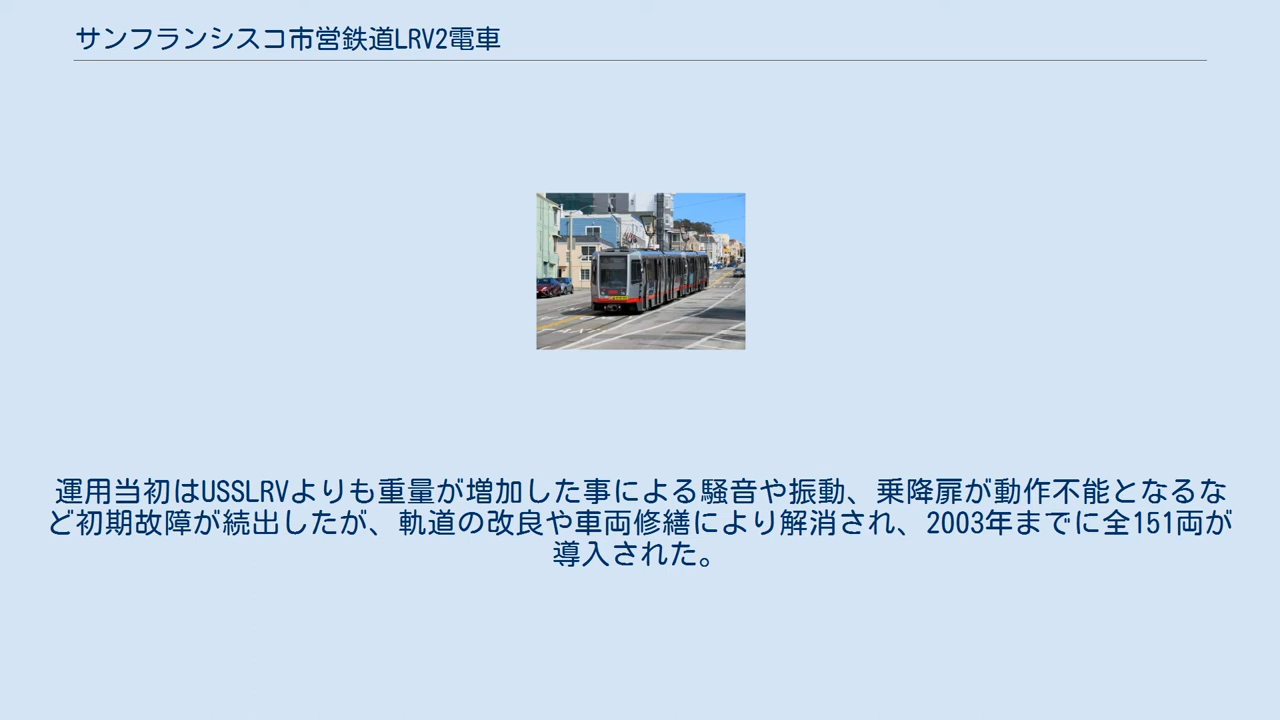 サンフランシスコ市営鉄道LRV2電車
運用当初はUSSLRVよりも重量が増加した事による騒音や振動、乗降扉が動作不能となるな
ど初期故障が続出したが、軌道の改良や車両修繕により解消され、2003年までに全151両が
導入された。